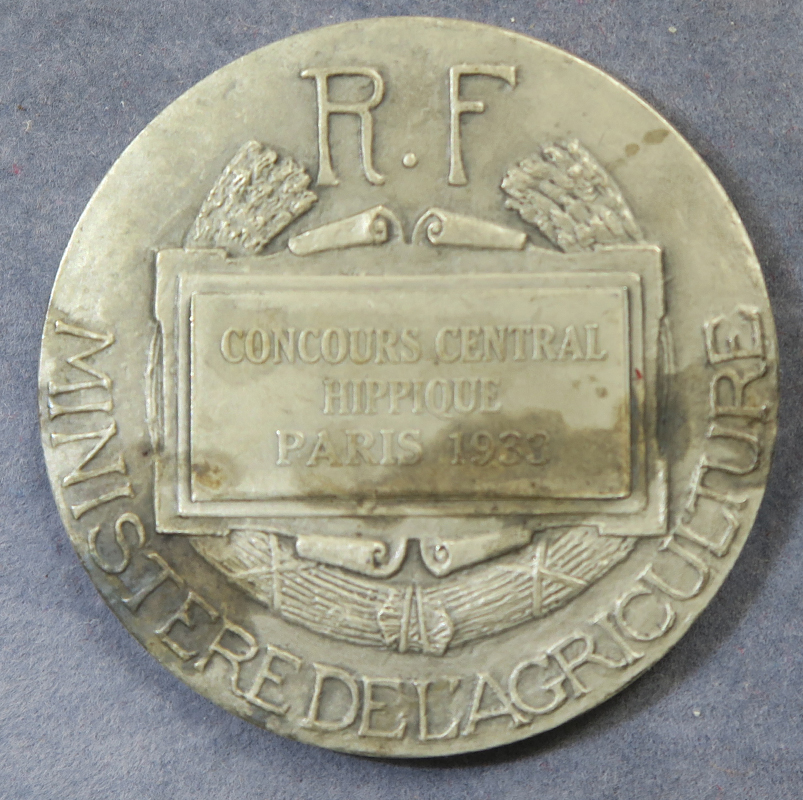 R.F
CONCOURS CENTRAL
HIPPIQUE
PARIS 1933
MINISTERE DE L'AGRICULTURE